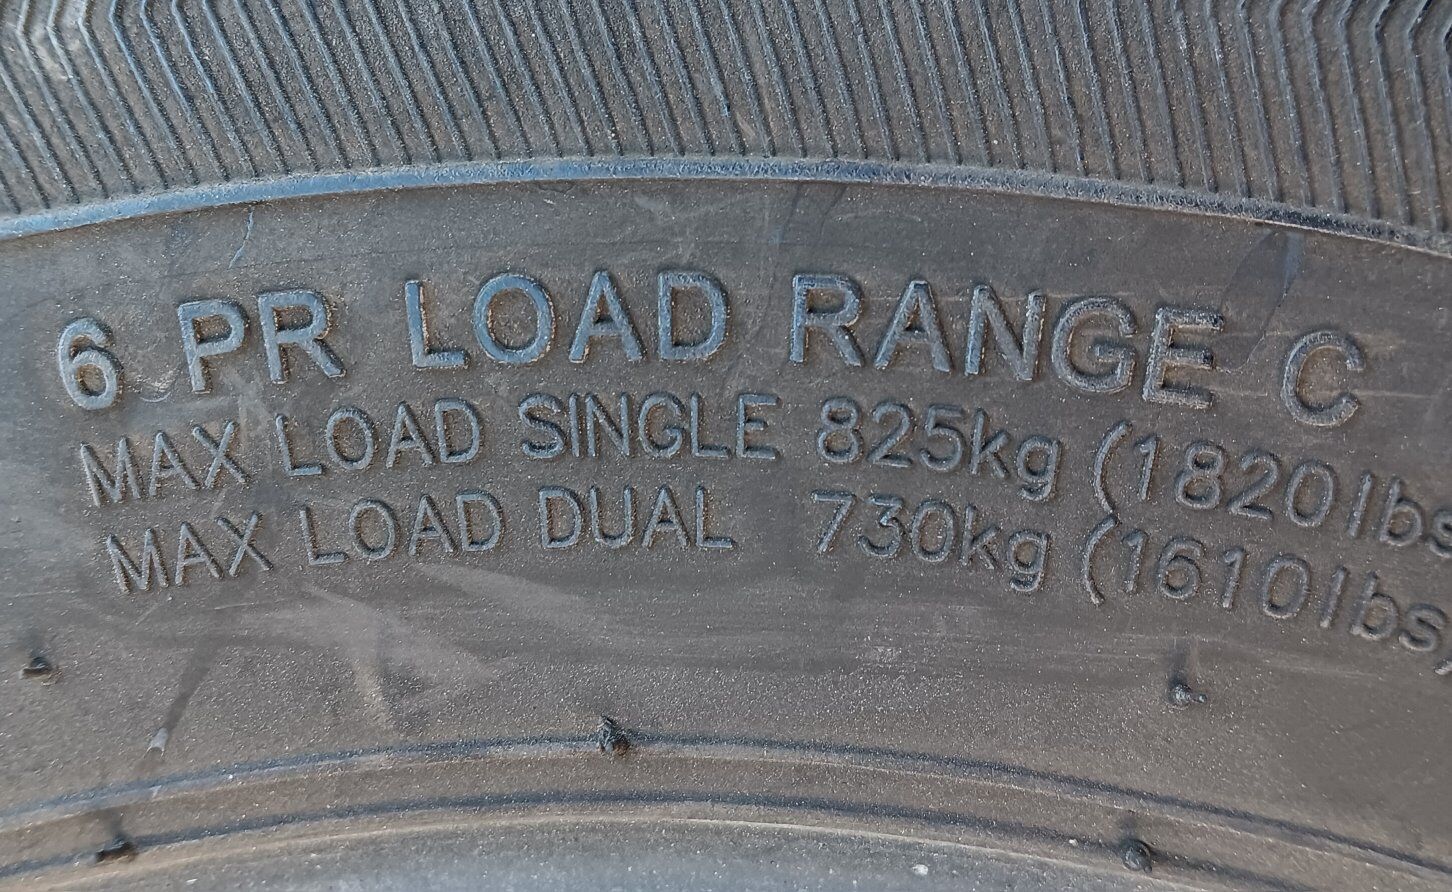 6 PR LOAD RANGE C
MAX LOAD SINGLE 825kg (1820lbs
MAX LOAD DUAL 730kg (1610lbs)